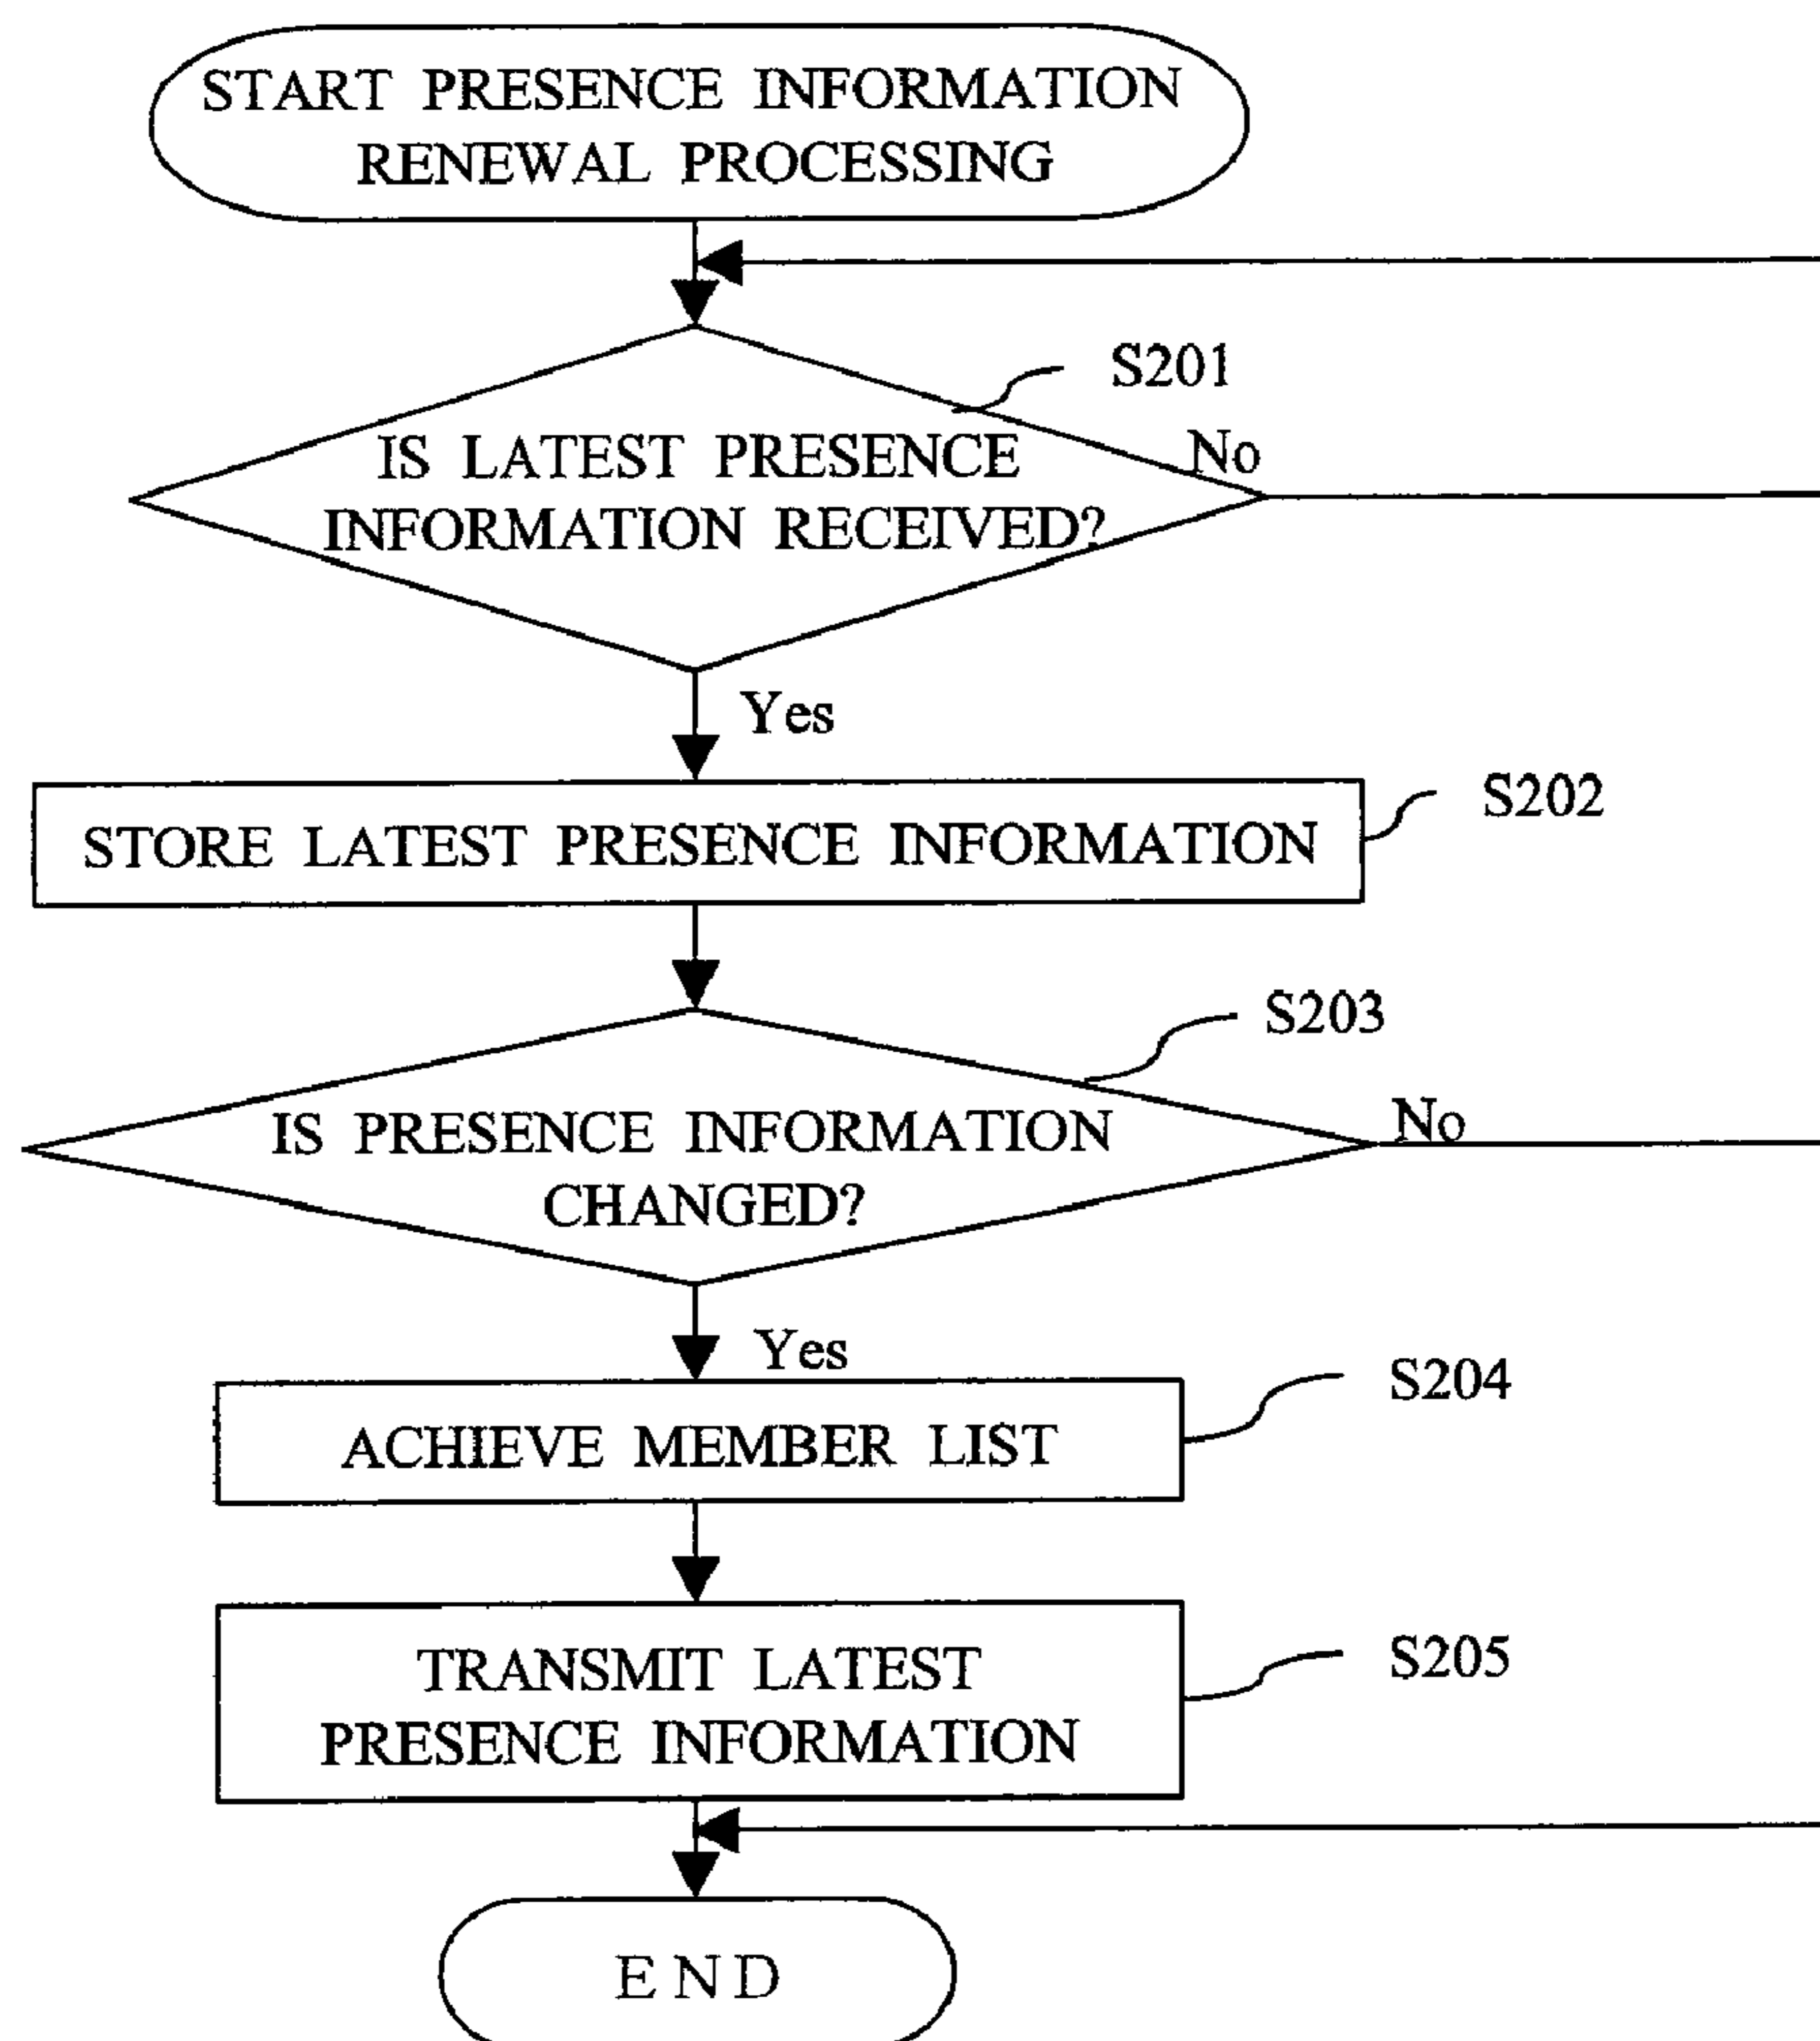 START PRESENCE INFORMATION
RENEWAL PROCESSING
S201
IS LATEST PRESENCE
INFORMATION RECEIVED?
No
Yes
S202
STORE LATEST PRESENCE INFORMATION
S203
IS PRESENCE INFORMATION
CHANGED?
No
Yes
S204
ACHIEVE MEMBER LIST
S205
TRANSMIT LATEST
PRESENCE INFORMATION
END